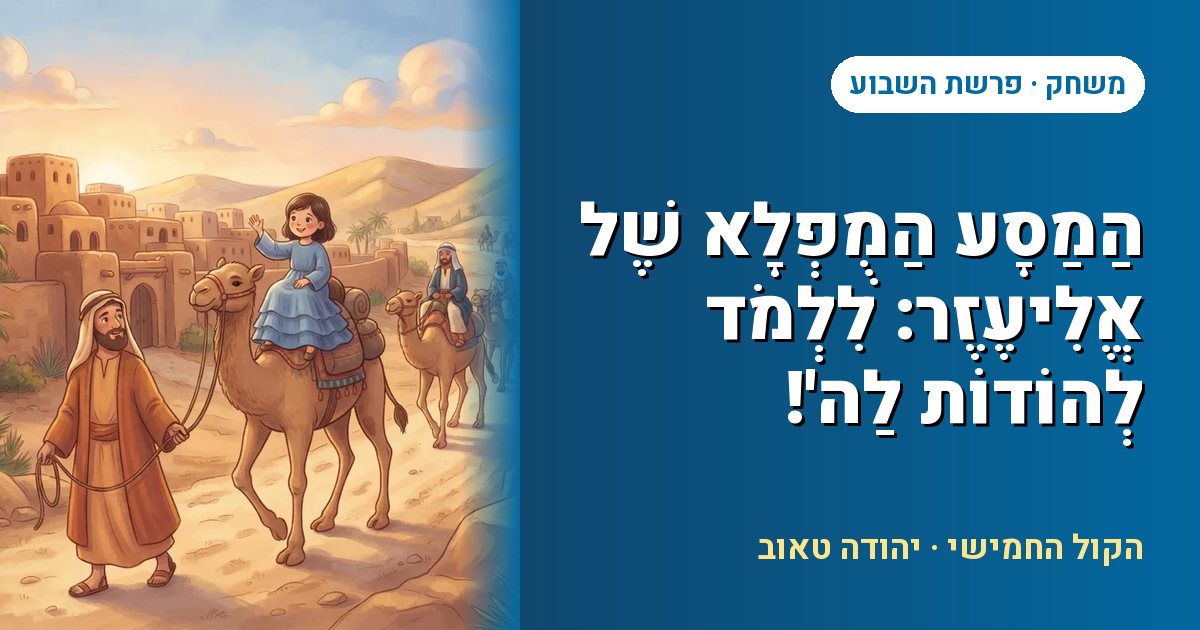 משחק · פרשת השבוע
הַמַּסָע הַמֻפְלָא שֶׁל
אֱלִיעֶזֶר: לִלְמֹד
לְהוֹדוֹת לַה'!
הקול החמישי · יהודה טאוב